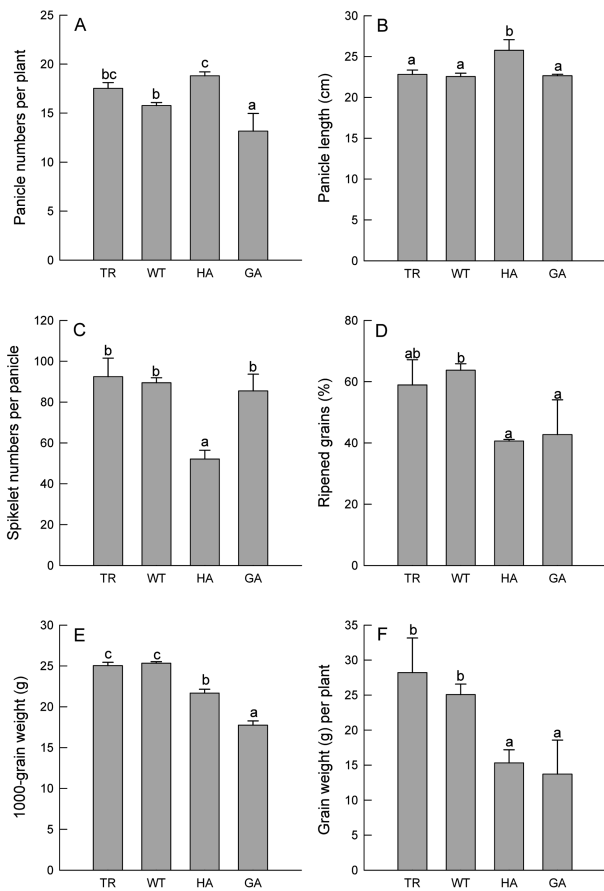 A
Panicle numbers per plant
25
20
15
10
5
0
bc
b
c
a
TR WT HA GA
B
Panicle length (cm)
35
30
25
20
15
10
5
0
a
a
b
a
TR WT HA GA
C
Spikelet numbers per panicle
120
100
80
60
40
20
0
b
b
a
b
TR WT HA GA
D
Ripened grains (%)
80
60
40
20
0
ab
b
a
a
TR WT HA GA
E
1000-grain weight (g)
30
25
20
15
10
5
0
c
c
b
a
TR WT HA GA
F
Grain weight (g) per plant
35
30
25
20
15
10
5
0
b
b
a
a
TR WT HA GA